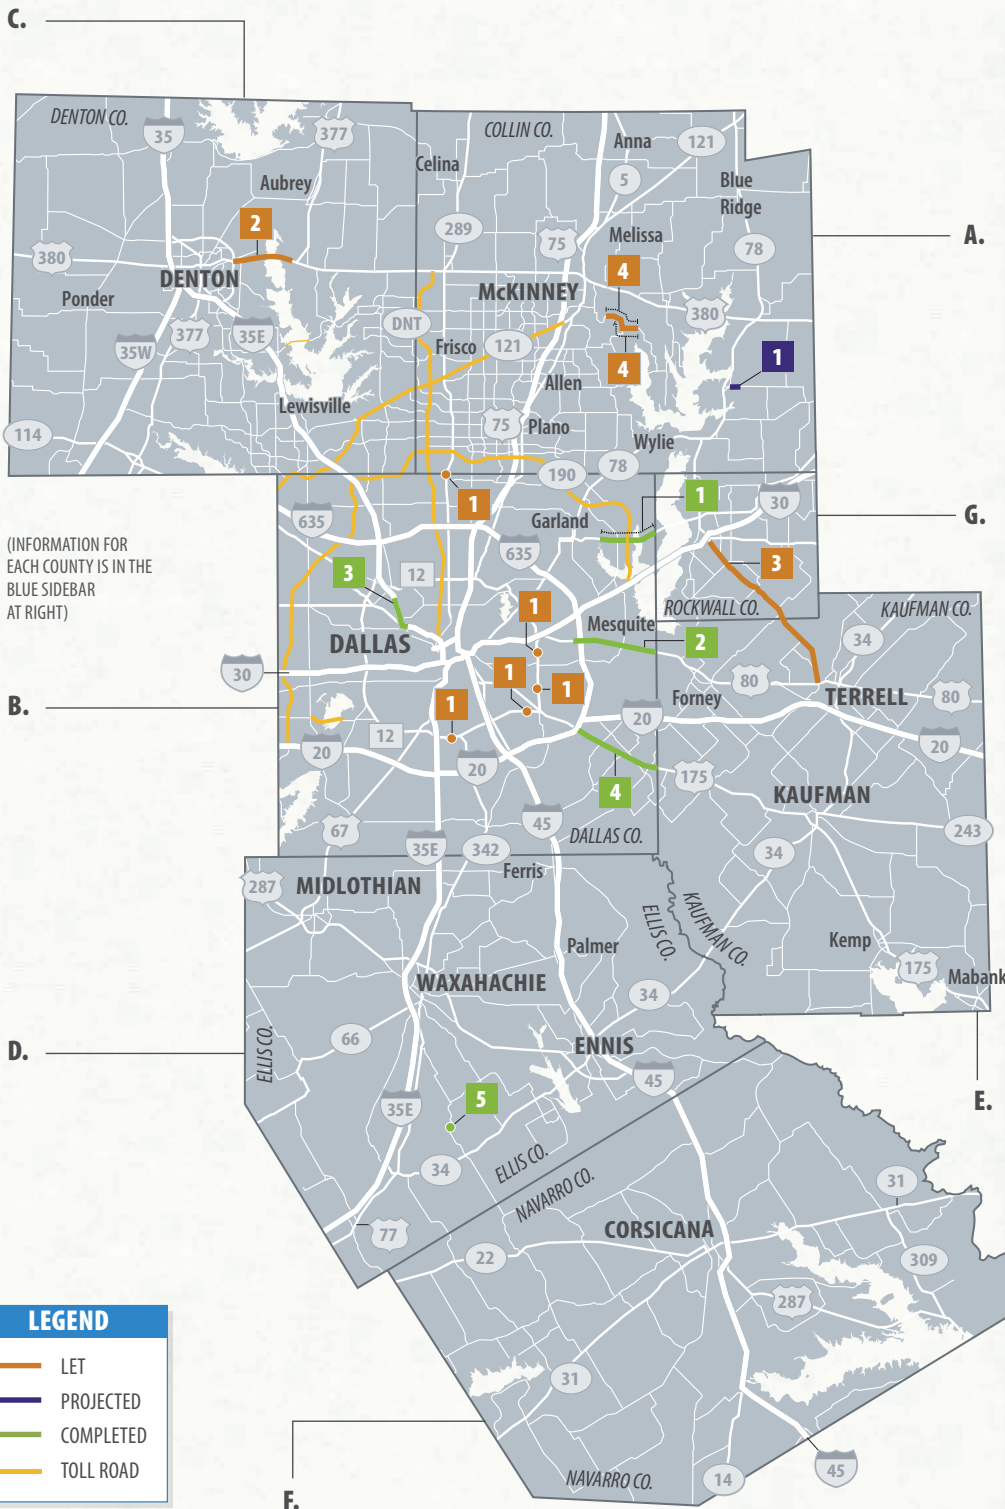 C.
DENTON CO.
35
377
COLLIN CO.
Anna
121
Celina
5
Aubrey
Blue
Ridge
2
289
75
Melissa
78
A.
380
DENTON
4
McKINNEY
Ponder
380
DNT
377
35E
35W
Frisco
121
1
4
Allen
Lewisville
75
Plano
114
Wylie
78
190
1
1
30
635
Garland
G.
635
(INFORMATION FOR
EACH COUNTY IS IN THE
BLUE SIDEBAR
AT RIGHT)
3
12
3
1
ROCKWALL CO.
KAUFMAN CO.
Mesquite
DALLAS
2
34
30
1
1
80
Forney
TERRELL
80
B.
1
20
12
20
20
20
175
4
KAUFMAN
67
45
DALLAS CO.
243
35E
342
34
Ferris
287
MIDLOTHIAN
ELLIS CO.
KAUFMAN CO.
Palmer
Kemp
175
Mabank
WAXAHACHIE
34
ELLIS CO.
66
ENNIS
D.
45
E.
5
35E
34
ELLIS CO.
NAVARRO CO.
31
77
CORSICANA
22
309
287
LEGEND
LET
PROJECTED
COMPLETED
TOLL ROAD
31
45
14
NAVARRO CO.
F.